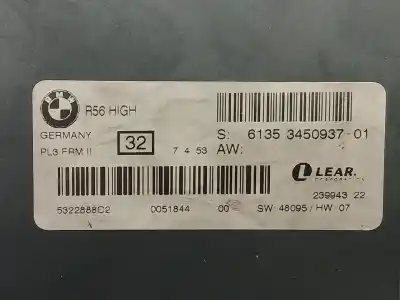 BMW
R56 HIGH
GERMANY
PL3 FRM II
32
7 4 53
S: 6135 3450937-01
AW:
LEAR.
CORPORATION
239943 22
5322888C2
0051844
00
SW 48095/HW 07